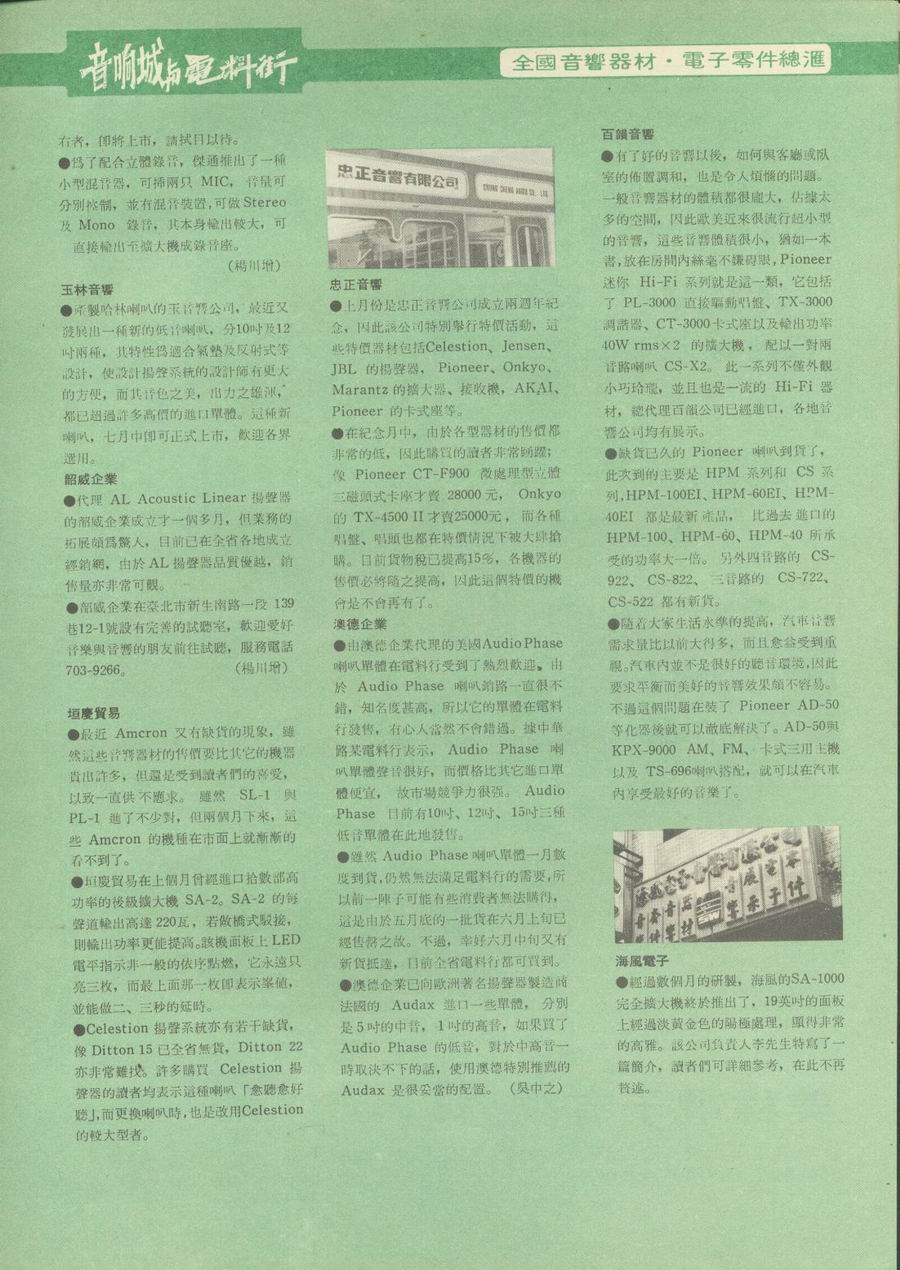 音响城与電料街
全國音響器材・電子零件總滙
右者，卽將上市，請拭目以待。
●爲了配合立體錄音，傑通推出了一種
小型混音器，可揷兩只 MIC，音量可
分別控制，並有混音裝置，可做 Stereo
及 Mono 錄音，其本身輸出較大，可
直接輸出至擴大機或錄音座。
（楊川增）
玉林音響
●產製哈林喇叭的玉音響公司，最近又
發展出一種新的低音喇叭，分10吋及12
吋兩種，其特性爲適合氣墊及反射式等
設計，使設計揚聲系統的設計師有更大
的方便，而其音色之美，出力之雄渾，
都已超過許多高價的進口單體。這種新
喇叭，七月中卽可正式上市，歡迎各界
選用。
韶威企業
●代理 AL Acoustic Linear 揚聲器
的韶威企業成立才一個多月，但業務的
拓展頗爲驚人，目前已在全省各地成立
經銷網，由於 AL 揚聲器品質優越，銷
售量亦非常可觀。
●韶威企業在臺北市新生南路一段 139
巷12-1號設有完善的試聽室，歡迎愛好
音樂與音響的朋友前往試聽，服務電話
703-9266。（楊川增）
垣慶貿易
●最近 Amcron 又有缺貨的現象，雖
然這些音響器材的售價要比其它的機器
貴出許多，但還是受到讀者們的喜愛，
以致一直供不應求。 雖然 SL-1 與
PL-1 進了不少對，但兩個月下來，這
些 Amcron 的機種在市面上就漸漸的
看不到了。
●垣慶貿易在上個月曾經進口拾數部高
功率的後級擴大機 SA-2。SA-2 的每
聲道輸出高達 220瓦，若做橋式駁接，
則輸出功率更能提高。該機面板上 LED
電平指示非一般的依序點燃，它永遠只
亮三枚，而最上面那一枚卽表示峯值，
並能做二、三秒的延時。
●Celestion 揚聲系統亦有若干缺貨，
像 Ditton 15 已全省無貨，Ditton 22
亦非常難找。許多購買 Celestion 揚
聲器的讀者均表示這種喇叭「愈聽愈好
聽」，而更換喇叭時，也是改用Celestion
的較大型者。
忠正音響有限公司
CHUNG CHENG AUDIO CO., LTD.
忠正音響
●上月份是忠正音響公司成立兩週年紀
念，因此該公司特別舉行特價活動，這
些特價器材包括Celestion、Jensen、
JBL 的揚聲器， Pioneer、Onkyo、
Marantz 的擴大器、接收機，AKAI、
Pioneer 的卡式座等。
●在紀念月中，由於各型器材的售價都
非常的低，因此購買的讀者非常踴躍；
像 Pioneer CT-F900 微處理型立體
三磁頭式卡座才賣 28000 元， Onkyo
的 TX-4500 II 才賣25000元，而各種
唱盤、唱頭也都在特價情況下被大肆搶
購。目前貨物稅已提高15%，各機器的
售價必將隨之提高，因此這個特價的機
會是不會再有了。
澳德企業
●由澳德企業代理的美國Audio Phase
喇叭單體在電料行受到了熱烈歡迎。由
於 Audio Phase 喇叭銷路一直很不
錯，知名度甚高，所以它的單體在電料
行發售，有心人當然不會錯過。據中華
路某電料行表示， Audio Phase 喇
叭單體聲音很好，而價格比其它進口單
體便宜， 故市場競爭力很强。 Audio
Phase 目前有10吋、12吋、15吋三種
低音單體在此地發售。
●雖然 Audio Phase 喇叭單體一月數
度到貨，仍然無法滿足電料行的需要，所
以前一陣子可能有些消費者無法購得，
這是由於五月底的一批貨在六月上旬已
經售罄之故。不過，幸好六月中旬又有
新貨抵達，目前全省電料行都可買到。
●澳德企業已向歐洲著名揚聲器製造商
法國的 Audax 進口一些單體， 分別
是 5 吋的中音，1 吋的高音，如果買了
Audio Phase 的低音，對於中高音一
時取決不下的話，使用澳德特別推薦的
Audax 是很妥當的配置。（吳中之）
百韻音響
●有了好的音響以後，如何與客廳或臥
室的佈置調和，也是令人煩惱的問題。
一般音響器材的體積都很龐大，佔據太
多的空間，因此歐美近來很流行超小型
的音響，這些音響體積很小，猶如一本
書，放在房間內絲毫不嫌碍眼，Pioneer
迷你 Hi-Fi 系列就是這一類，它包括
了 PL-3000 直接驅動唱盤、TX-3000
調諧器、CT-3000卡式座以及輸出功率
40W rms×2 的擴大機，配以一對兩
音路喇叭 CS-X2。 此一系列不僅外觀
小巧玲瓏，並且也是一流的 Hi-Fi 器
材，總代理百韻公司已經進口，各地音
響公司均有展示。
●缺貨已久的 Pioneer 喇叭到貨了，
此次到的主要是 HPM 系列和 CS 系
列，HPM-100EI、HPM-60EI、HPM-
40EI 都是最新產品， 比過去進口的
HPM-100、HPM-60、HPM-40 所承
受的功率大一倍。 另外四音路的 CS-
922、 CS-822、 三音路的 CS-722、
CS-522 都有新貨。
●隨着大家生活水準的提高，汽車音響
需求量比以前大得多，而且愈益受到重
視。汽車內並不是很好的聽音環境，因此
要求平衡而美好的音響效果頗不容易。
不過這個問題在裝了 Pioneer AD-50
等化器後就可以澈底解決了。AD-50與
KPX-9000 AM、FM、卡式三用主機
以及 TS-696喇叭搭配，就可以在汽車
內享受最好的音樂了。
海風電子
●經過數個月的研製，海風的SA-1000
完全擴大機終於推出了，19英吋的面板
上經過淡黃金色的陽極處理，顯得非常
的高雅。該公司負責人李先生特寫了一
篇簡介，讀者們可詳細參考，在此不再
贅述。